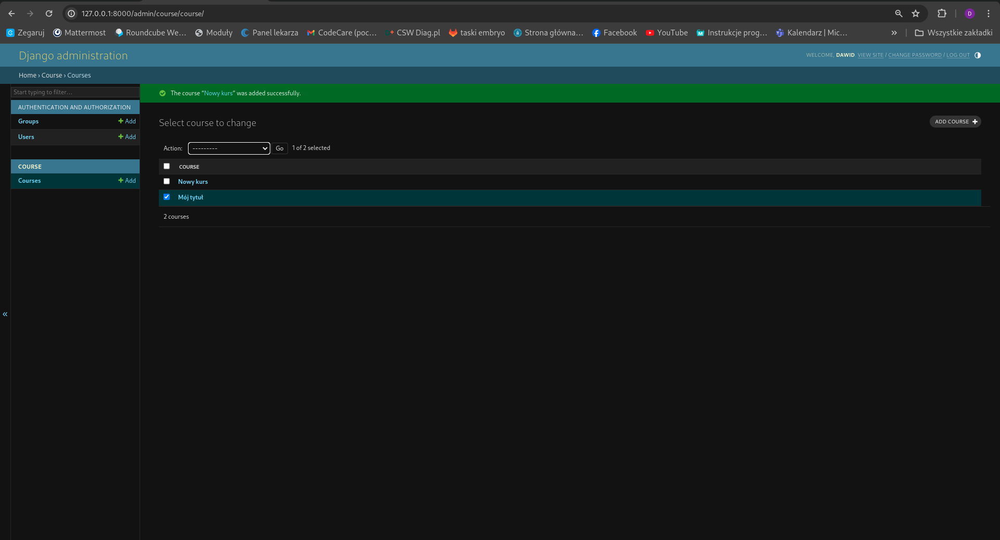 127.0.0.1:8000/admin/course/course/
D
Zegaruj Mattermost Roundcube We... Moduły Panel lekarza CodeCare (poc... CSW Diag.pl taski embryo Strona główna... Facebook YouTube Instrukcje prog... Kalendarz | Mic... » Wszystkie zakładki
Django administration
WELCOME, DAWID. VIEW SITE / CHANGE PASSWORD / LOG OUT
Home › Course › Courses
Start typing to filter...
The course “Nowy kurs” was added successfully.
AUTHENTICATION AND AUTHORIZATION
Groups + Add
Users + Add
COURSE
Courses + Add
«
Select course to change
ADD COURSE +
Action: --------- Go 1 of 2 selected
COURSE
Nowy kurs
Mój tytuł
2 courses